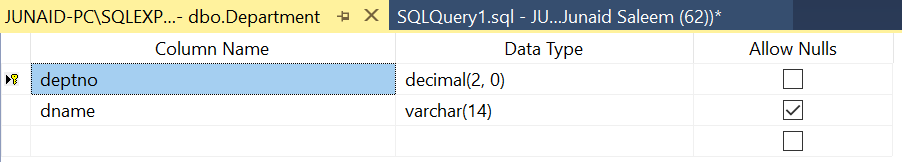 JUNAID-PC\SQLEXP...- dbo.Department SQLQuery1.sql - JU...Junaid Saleem (62))*
Column Name Data Type Allow Nulls
deptno decimal(2, 0)
dname varchar(14)